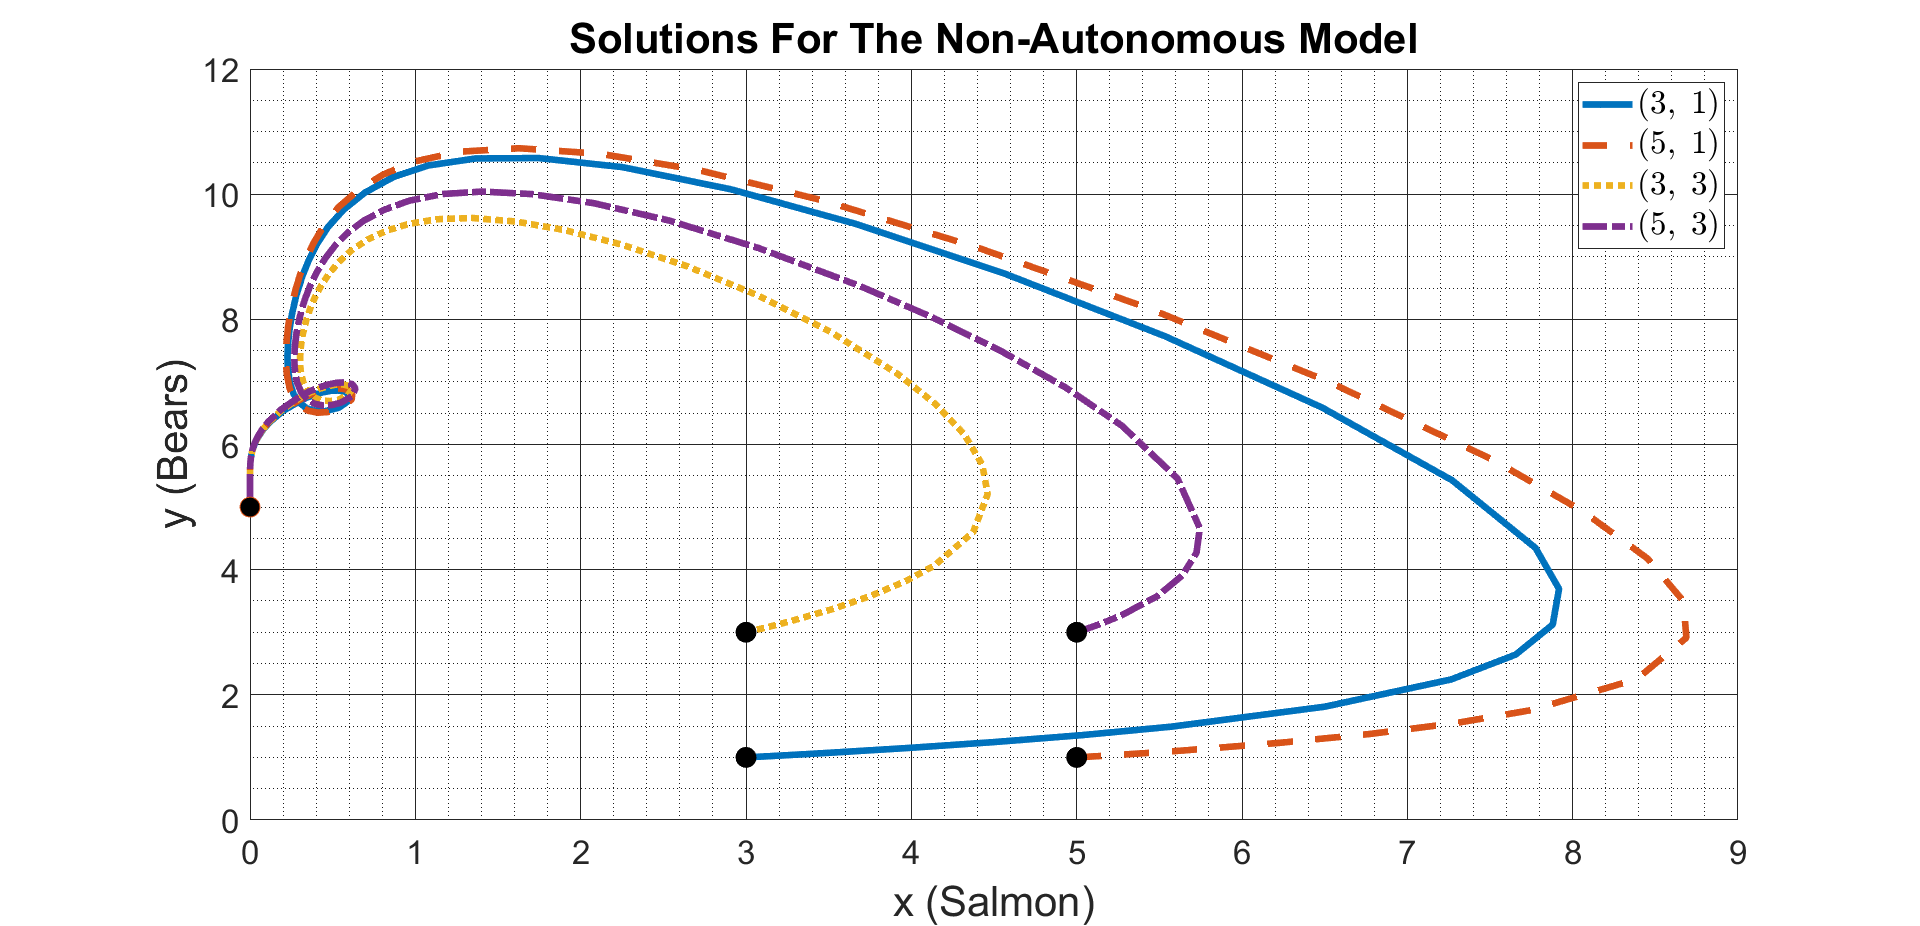 Solutions For The Non-Autonomous Model
12
10
8
6
4
2
0
y (Bears)
0 1 2 3 4 5 6 7 8 9
x (Salmon)
(3, 1)
(5, 1)
(3, 3)
(5, 3)